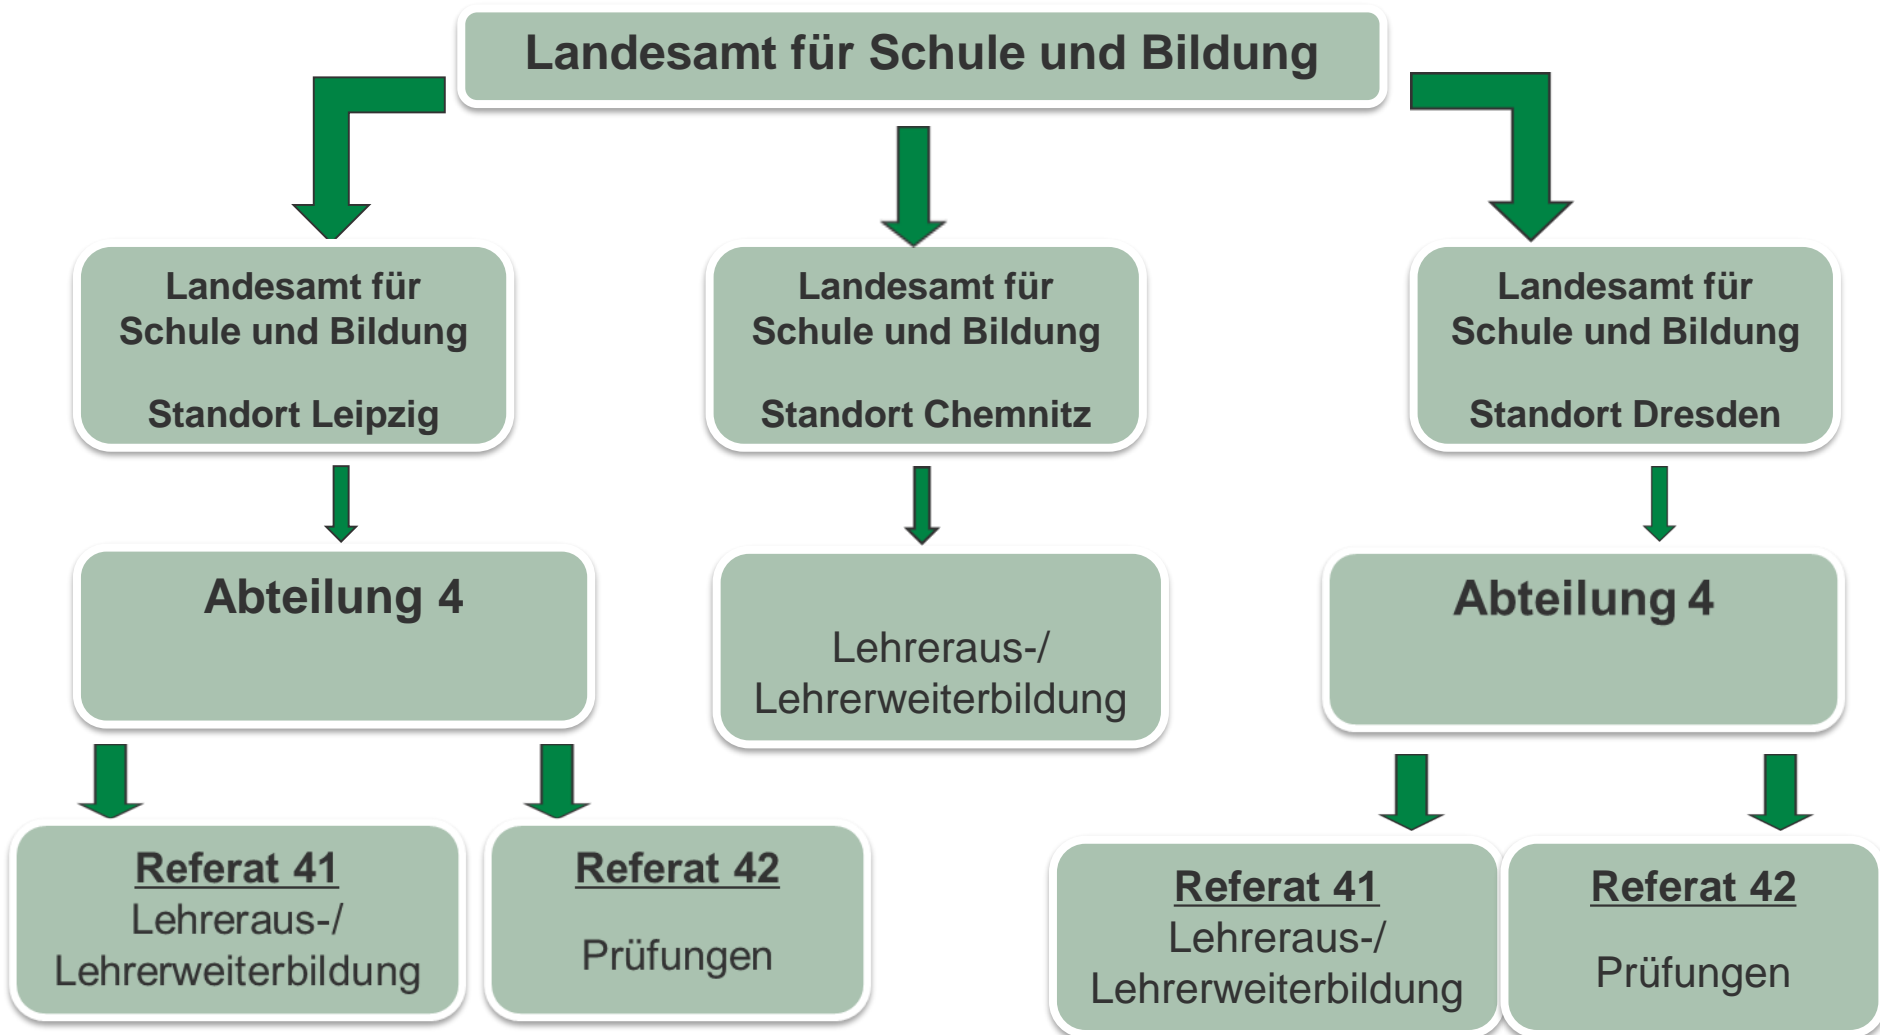 Landesamt für Schule und Bildung
Landesamt für
Schule und Bildung
Standort Leipzig
Landesamt für
Schule und Bildung
Standort Chemnitz
Landesamt für
Schule und Bildung
Standort Dresden
Abteilung 4
Lehreraus-/
Lehrerweiterbildung
Abteilung 4
Referat 41
Lehreraus-/
Lehrerweiterbildung
Referat 42
Prüfungen
Referat 41
Lehreraus-/
Lehrerweiterbildung
Referat 42
Prüfungen